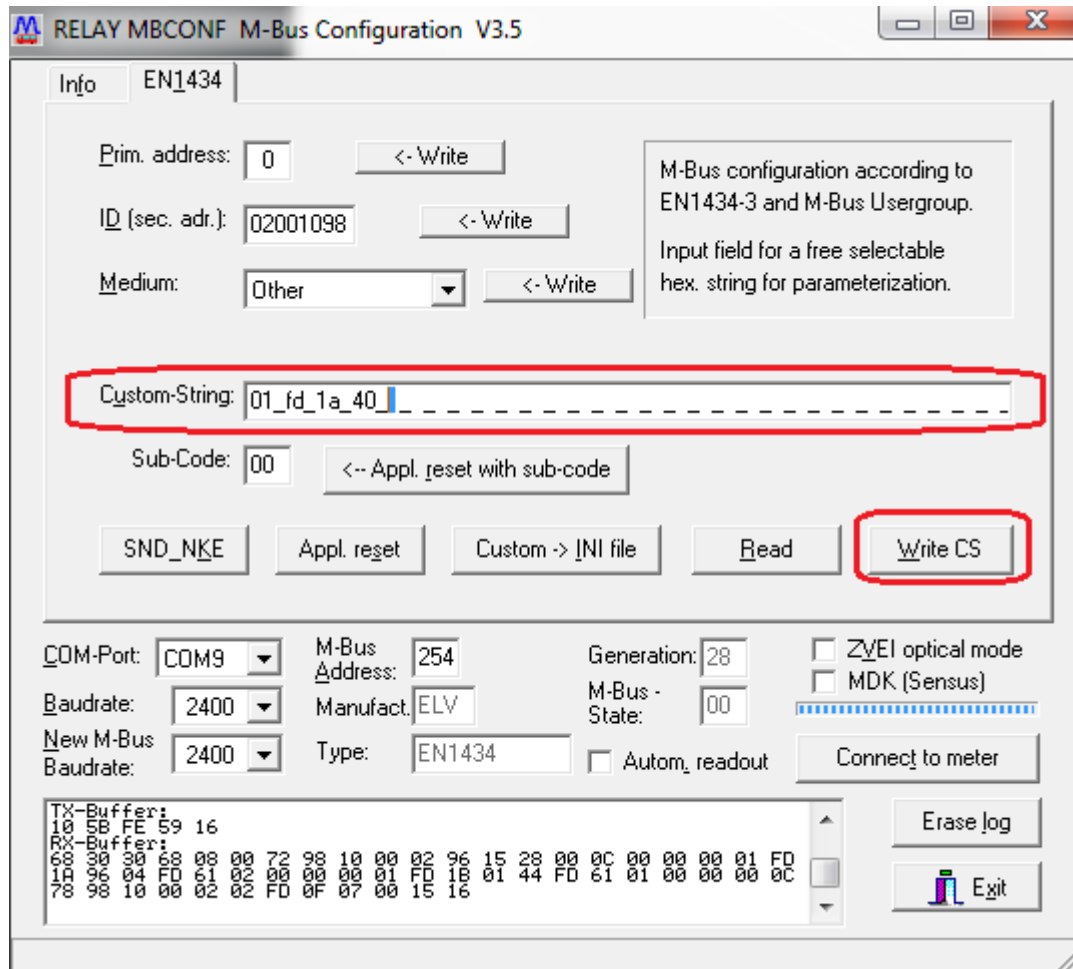 RELAY MBCONF M-Bus Configuration V3.5
Info EN1434
Prim. address: 0 <- Write
M-Bus configuration according to
EN1434-3 and M-Bus Usergroup.
ID (sec. adr.): 02001098 <- Write
Input field for a free selectable
hex. string for parameterization.
Medium: Other <- Write
Custom-String: 01_fd_1a_40_ _ _ _ _ _ _ _ _ _ _ _ _ _ _ _ _ _ _ _ _ _ _ _ _
Sub-Code: 00 <-- Appl. reset with sub-code
SND_NKE Appl. reset Custom -> INI file Read Write CS
COM-Port: COM9 M-Bus Address: 254 Generation: 28 ZVEI optical mode
MDK (Sensus)
Baudrate: 2400 Manufact. ELV M-Bus - State: 00
New M-Bus Baudrate: 2400 Type: EN1434 Autom. readout Connect to meter
TX-Buffer:
10 5B FE 59 16
RX-Buffer:
68 30 30 68 08 00 72 98 10 00 02 96 15 28 00 0C 00 00 00 01 FD
1A 96 04 FD 61 02 00 00 00 01 FD 1B 01 44 FD 61 01 00 00 00 0C
78 98 10 00 02 02 FD 0F 07 00 15 16
Erase log
Exit